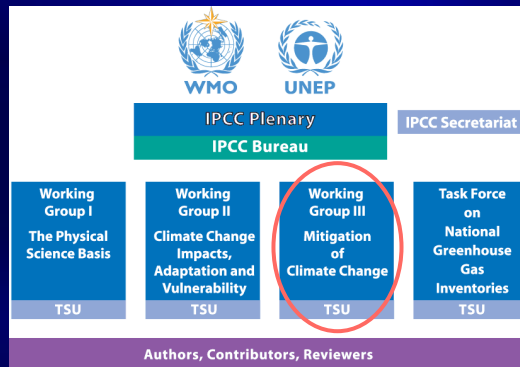 WMO
UNEP
IPCC Plenary
IPCC Secretariat
IPCC Bureau
Working
Group I
The Physical
Science Basis
TSU
Working
Group II
Climate Change
Impacts,
Adaptation and
Vulnerability
TSU
Working
Group III
Mitigation
of
Climate Change
TSU
Task Force
on
National
Greenhouse
Gas
Inventories
TSU
Authors, Contributors, Reviewers